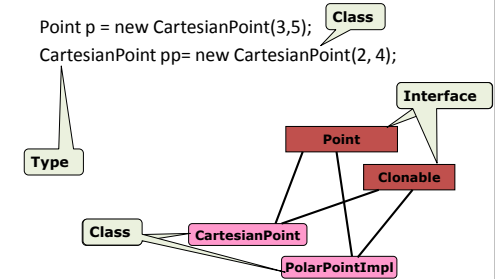 Class
Point p = new CartesianPoint(3,5);
CartesianPoint pp= new CartesianPoint(2, 4);
Interface
Point
Type
Clonable
Class
CartesianPoint
PolarPointImpl